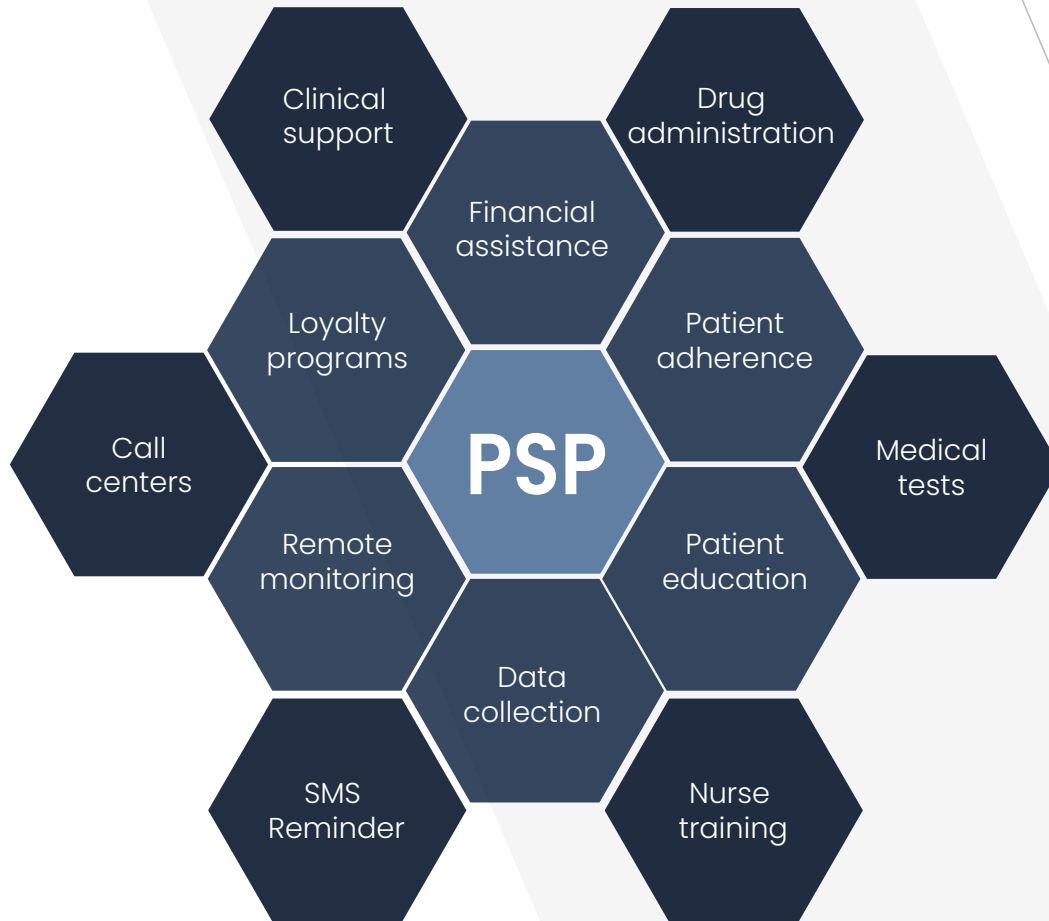 Clinical
support
Drug
administration
Financial
assistance
Loyalty
programs
Patient
adherence
Call
centers
PSP
Medical
tests
Remote
monitoring
Patient
education
Data
collection
SMS
Reminder
Nurse
training